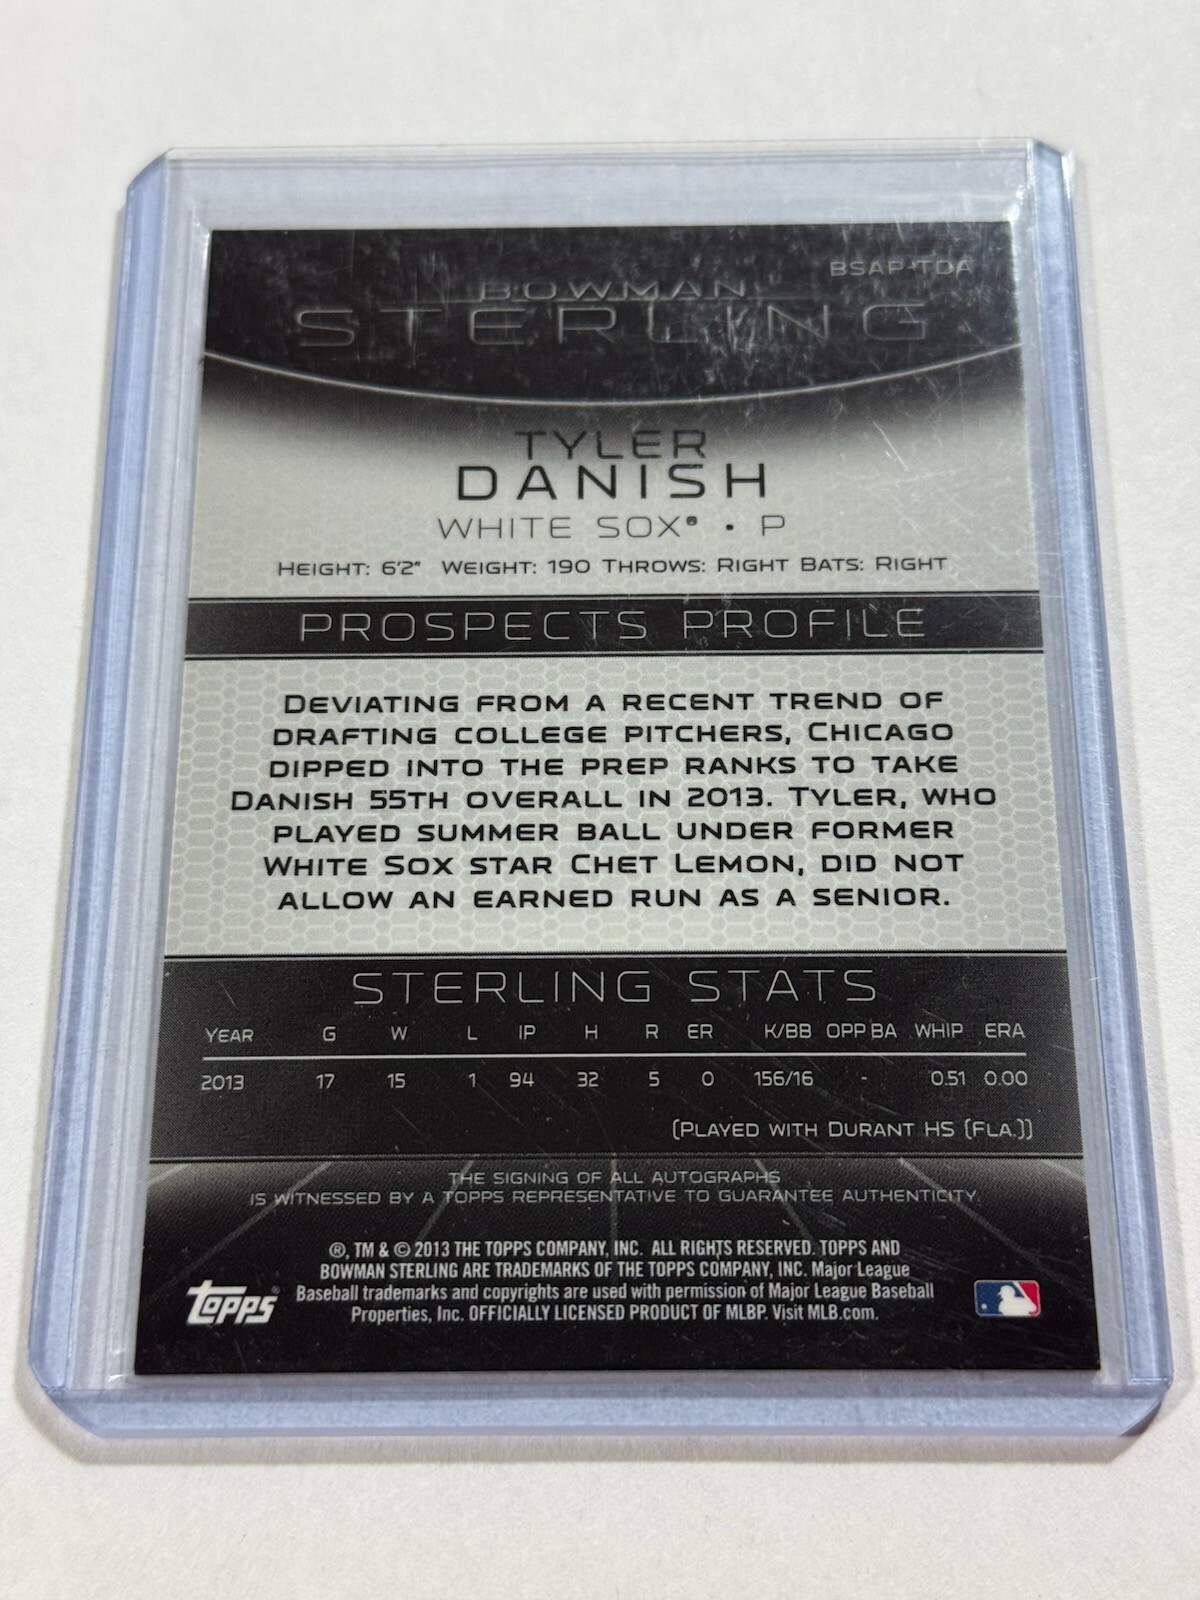 BSAP-TDA
BOWMAN
STERLING
TYLER
DANISH
WHITE SOX® • P
HEIGHT: 6'2" WEIGHT: 190 THROWS: RIGHT BATS: RIGHT
PROSPECTS PROFILE
DEVIATING FROM A RECENT TREND OF
DRAFTING COLLEGE PITCHERS, CHICAGO
DIPPED INTO THE PREP RANKS TO TAKE
DANISH 55TH OVERALL IN 2013. TYLER, WHO
PLAYED SUMMER BALL UNDER FORMER
WHITE SOX STAR CHET LEMON, DID NOT
ALLOW AN EARNED RUN AS A SENIOR.
STERLING STATS
YEAR G W L IP H R ER K/BB OPP BA WHIP ERA
2013 17 15 1 94 32 5 0 156/16 - 0.51 0.00
(PLAYED WITH DURANT HS (FLA.))
THE SIGNING OF ALL AUTOGRAPHS
IS WITNESSED BY A TOPPS REPRESENTATIVE TO GUARANTEE AUTHENTICITY.
®, TM & © 2013 THE TOPPS COMPANY, INC. ALL RIGHTS RESERVED. TOPPS AND
BOWMAN STERLING ARE TRADEMARKS OF THE TOPPS COMPANY, INC. Major League
Baseball trademarks and copyrights are used with permission of Major League Baseball
Properties, Inc. OFFICIALLY LICENSED PRODUCT OF MLBP. Visit MLB.com.
topps®